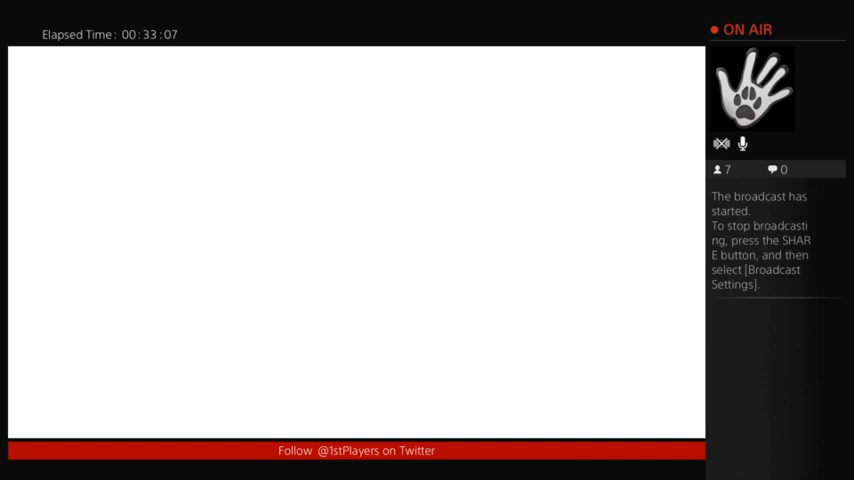 Elapsed Time: 00:33:07
ON AIR
7
0
The broadcast has
started.
To stop broadcasti
ng, press the SHAR
E button, and then
select [Broadcast
Settings].
Follow @1stPlayers on Twitter